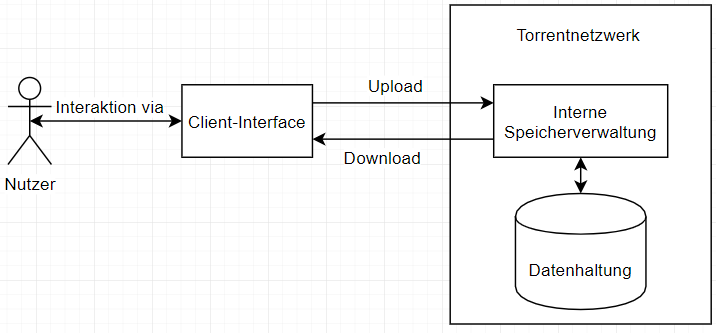 Torrentnetzwerk
Upload
Interaktion via
Client-Interface
Interne
Speicherverwaltung
Download
Nutzer
Datenhaltung